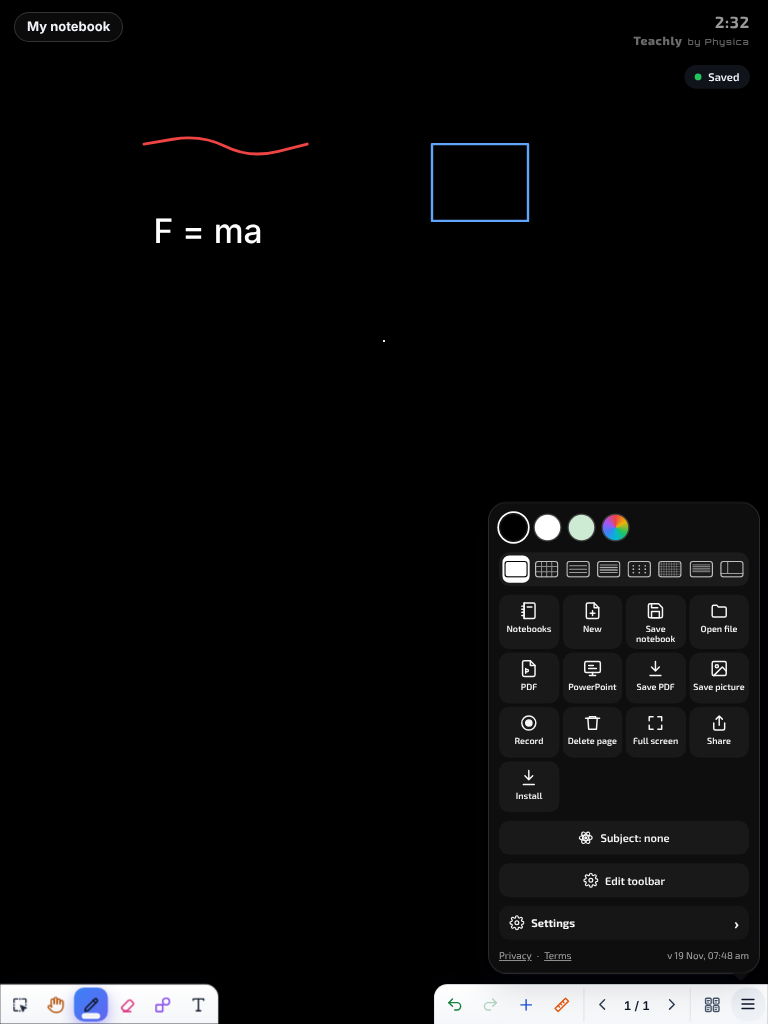 My notebook
2:32
Teachly by Physica
Saved
F = ma
Notebooks
New
Save notebook
Open file
PDF
PowerPoint
Save PDF
Save picture
Record
Delete page
Full screen
Share
Install
Subject: none
Edit toolbar
Settings
Privacy · Terms
v 19 Nov, 07:48 am
T
1 / 1